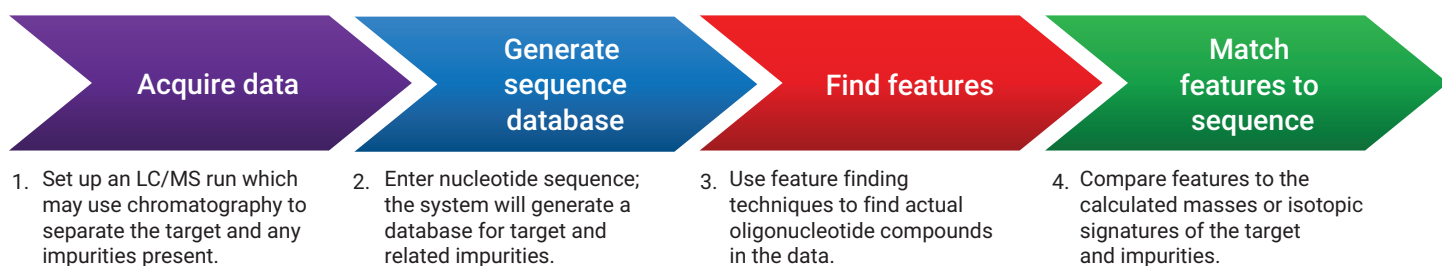 Acquire data
Generate
sequence
database
Find features
Match
features to
sequence
1. Set up an LC/MS run which
may use chromatography to
separate the target and any
impurities present.
2. Enter nucleotide sequence;
the system will generate a
database for target and
related impurities.
3. Use feature finding
techniques to find actual
oligonucleotide compounds
in the data.
4. Compare features to the
calculated masses or isotopic
signatures of the target
and impurities.